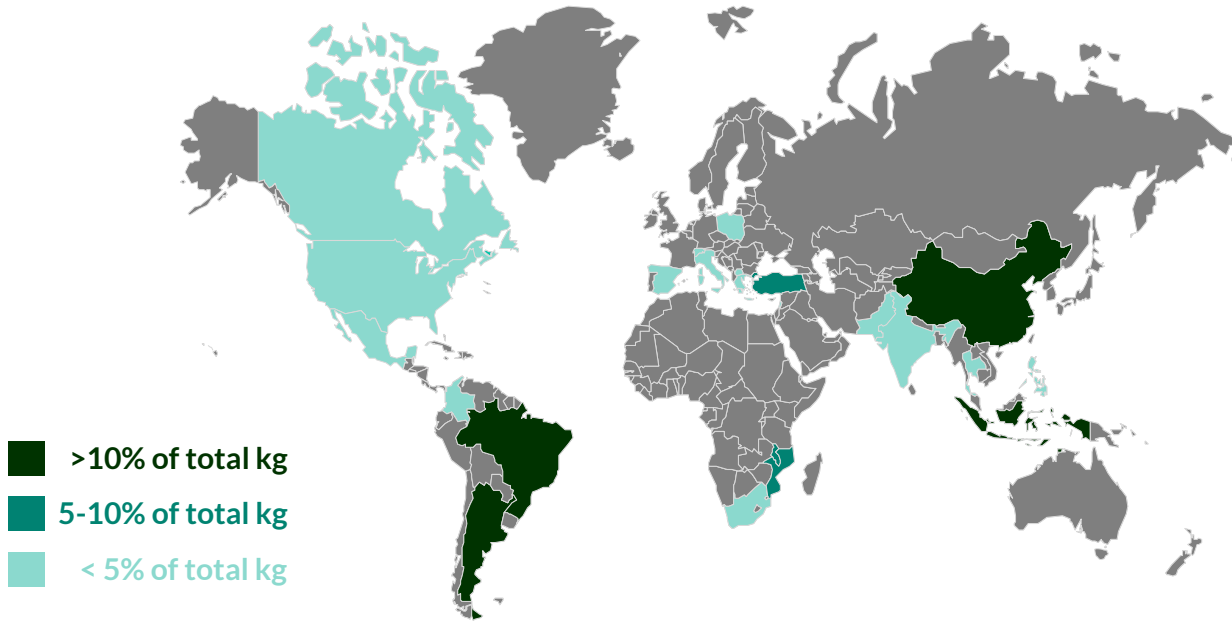 >10% of total kg
5-10% of total kg
< 5% of total kg